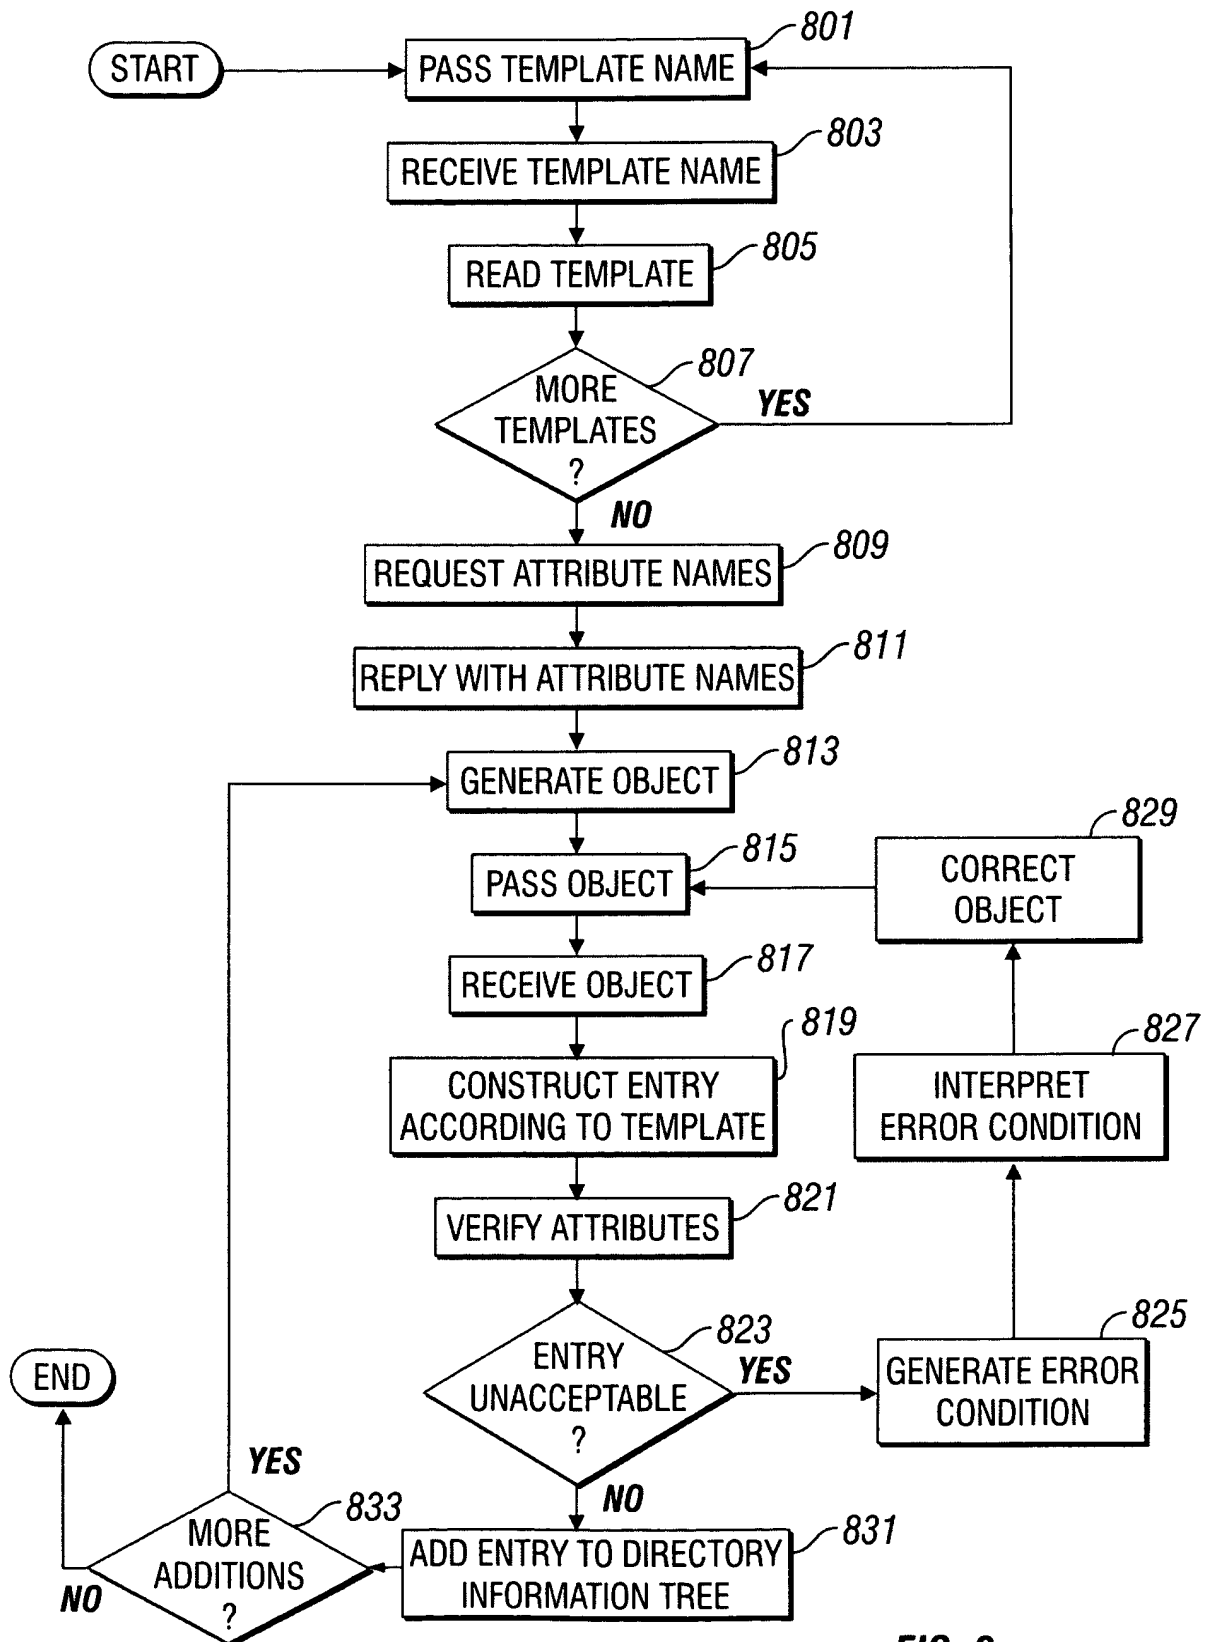 801
START
PASS TEMPLATE NAME
803
RECEIVE TEMPLATE NAME
805
READ TEMPLATE
807
MORE
TEMPLATES
?
YES
NO
809
REQUEST ATTRIBUTE NAMES
811
REPLY WITH ATTRIBUTE NAMES
813
GENERATE OBJECT
815
PASS OBJECT
829
CORRECT
OBJECT
817
RECEIVE OBJECT
819
CONSTRUCT ENTRY
ACCORDING TO TEMPLATE
827
INTERPRET
ERROR CONDITION
821
VERIFY ATTRIBUTES
823
ENTRY
UNACCEPTABLE
?
YES
825
GENERATE ERROR
CONDITION
END
NO
YES
833
MORE
ADDITIONS
?
NO
831
ADD ENTRY TO DIRECTORY
INFORMATION TREE
FIG.